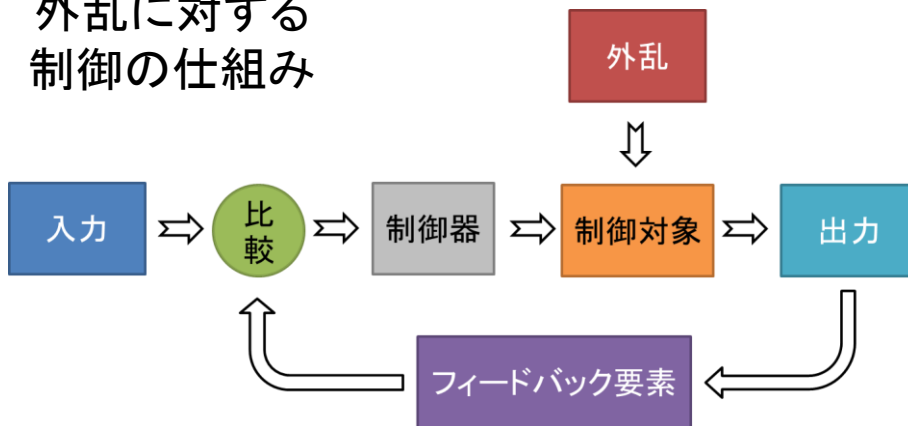 外乱に対する
制御の仕組み
外乱
入力
比
較
制御器
制御対象
出力
フィードバック要素